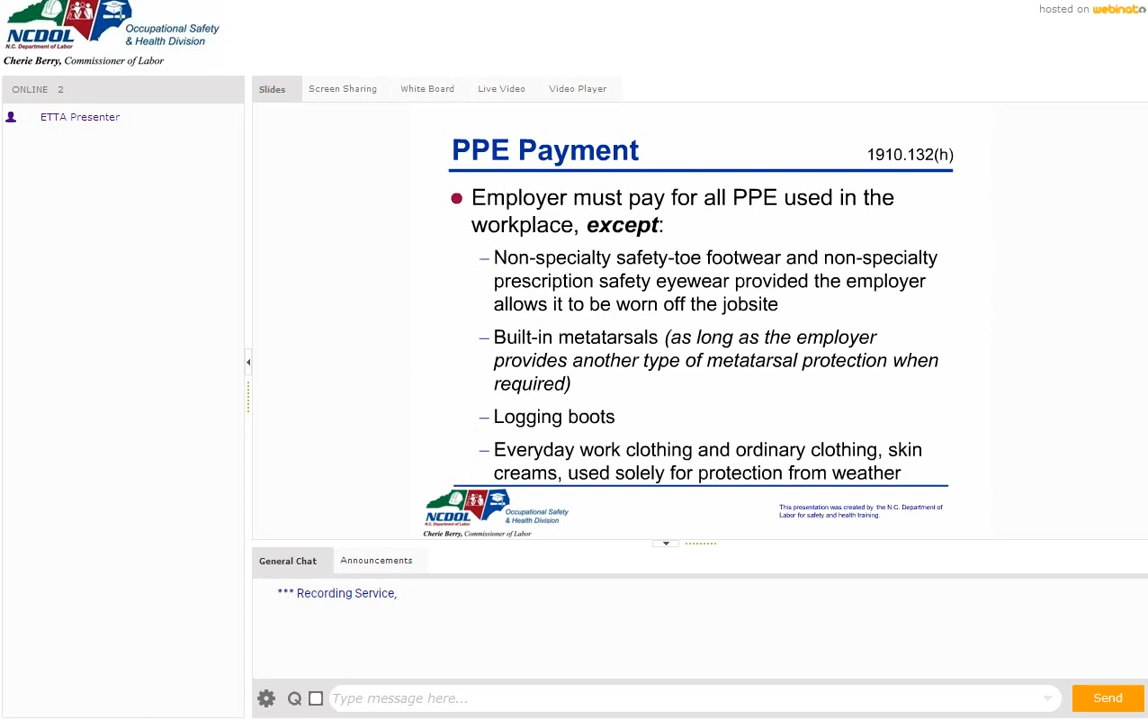 hosted on webinato
NCDOL
N.C. Department of Labor
Occupational Safety
& Health Division
Cherie Berry, Commissioner of Labor
ONLINE 2
ETTA Presenter
Slides Screen Sharing White Board Live Video Video Player
PPE Payment 1910.132(h)
● Employer must pay for all PPE used in the
workplace, except:
– Non-specialty safety-toe footwear and non-specialty
prescription safety eyewear provided the employer
allows it to be worn off the jobsite
– Built-in metatarsals (as long as the employer
provides another type of metatarsal protection when
required)
– Logging boots
– Everyday work clothing and ordinary clothing, skin
creams, used solely for protection from weather
NCDOL
N.C. Department of Labor
Occupational Safety
& Health Division
Cherie Berry, Commissioner of Labor
This presentation was created by the N.C. Department of
Labor for safety and health training.
General Chat Announcements
*** Recording Service,
Q Type message here... Send